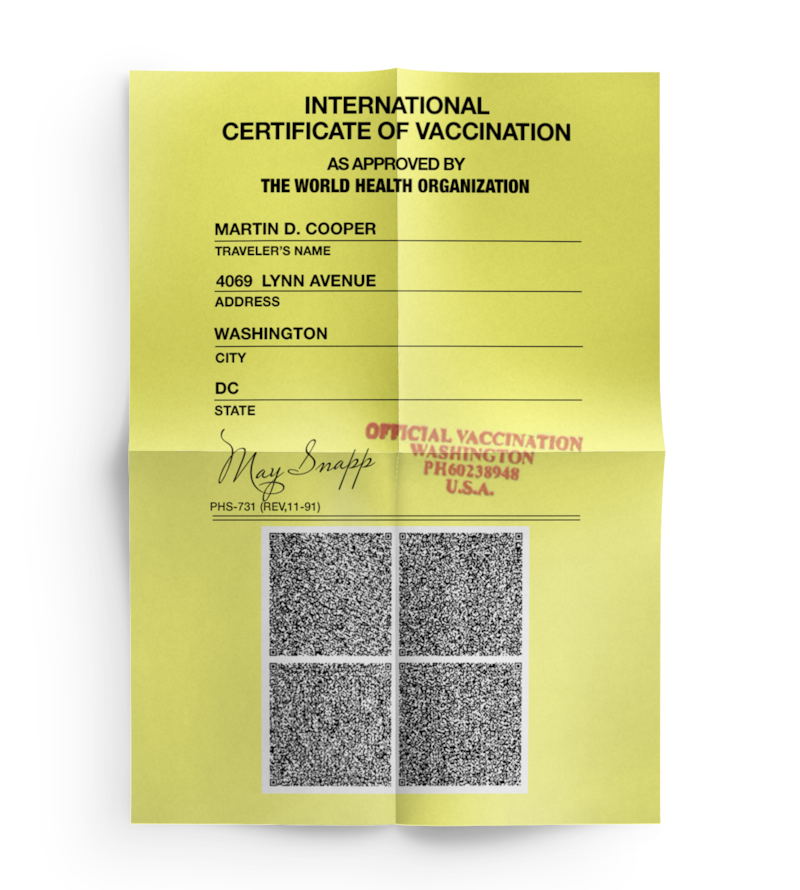 INTERNATIONAL
CERTIFICATE OF VACCINATION
AS APPROVED BY
THE WORLD HEALTH ORGANIZATION
MARTIN D. COOPER
TRAVELER'S NAME
4069 LYNN AVENUE
ADDRESS
WASHINGTON
CITY
DC
STATE
OFFICIAL VACCINATION
WASHINGTON
PH60238948
U.S.A.
May Snapp
PHS-731 (REV,11-91)